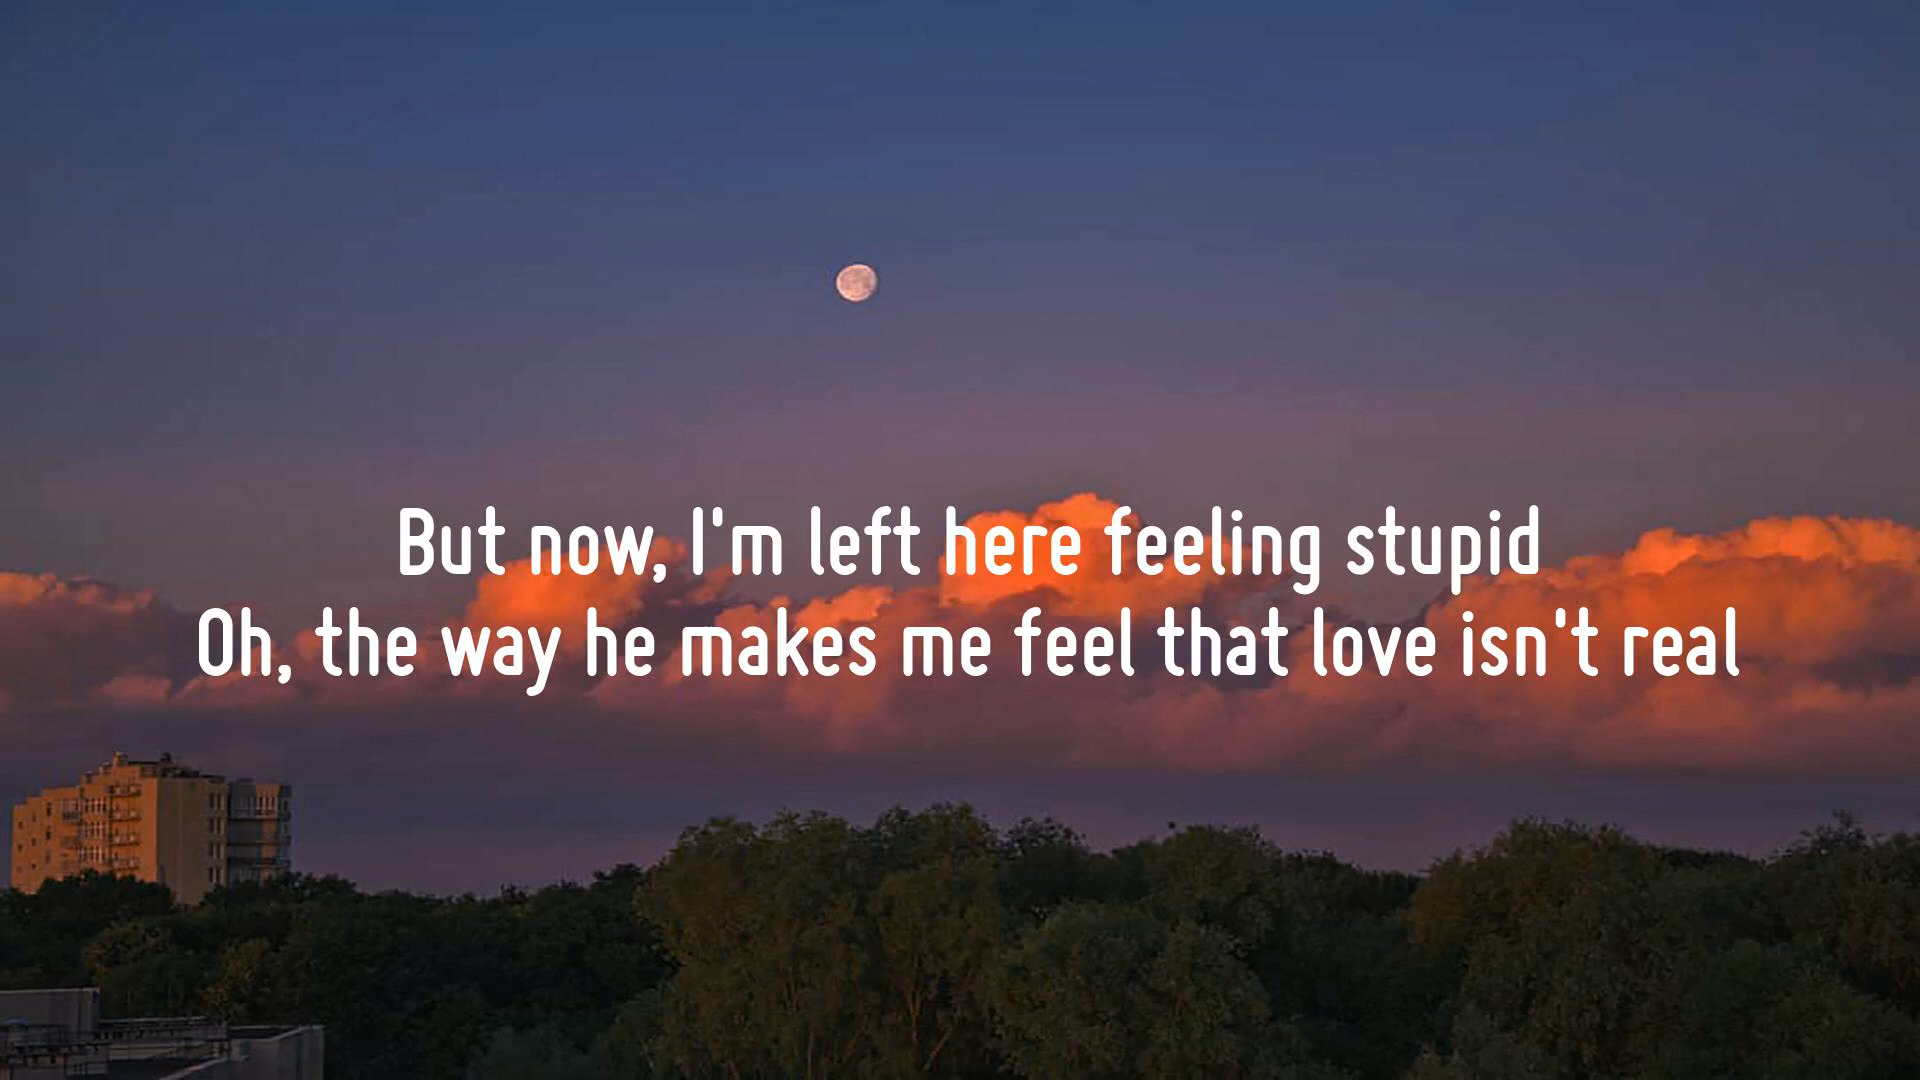 But now, I'm left here feeling stupid
Oh, the way he makes me feel that love isn't real